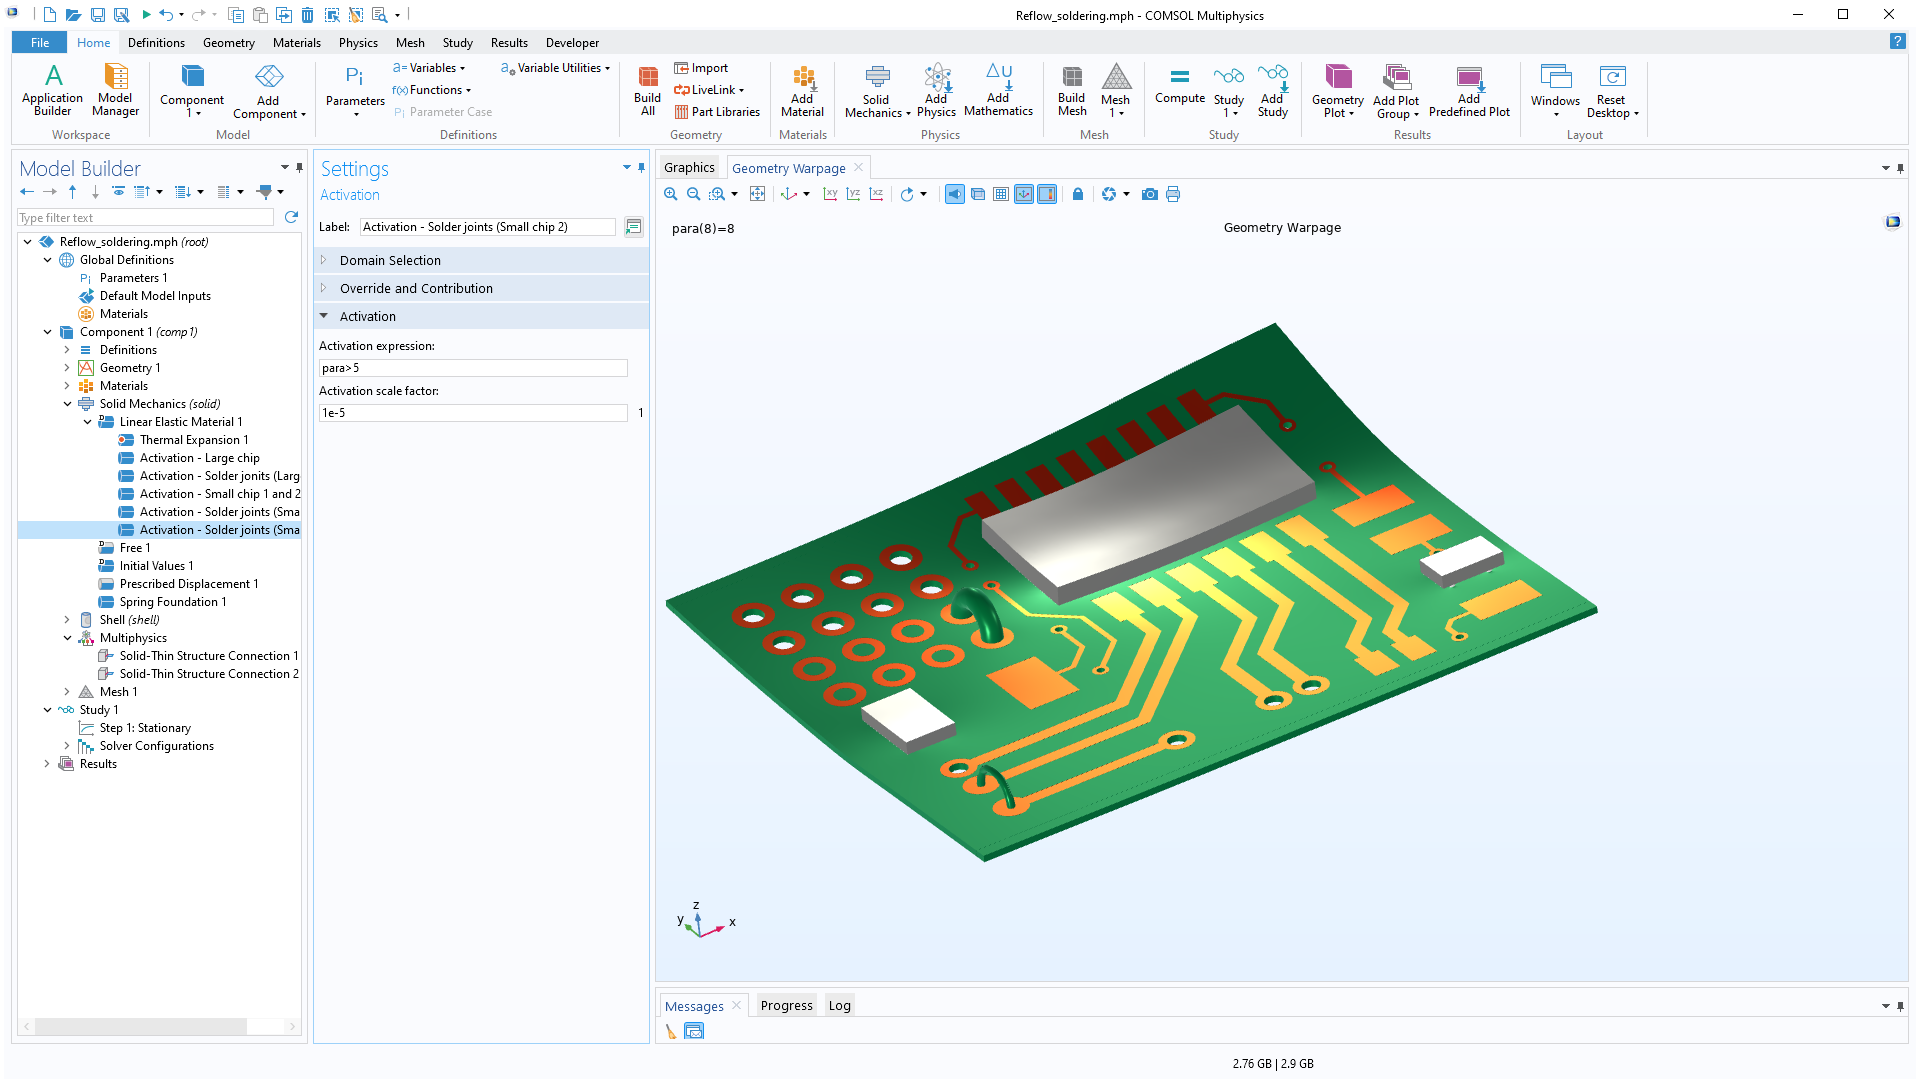 Reflow_soldering.mph - COMSOL Multiphysics
File Home Definitions Geometry Materials Physics Mesh Study Results Developer
?
Application Builder
Model Manager
Workspace
Component 1
Add Component
Model
Pi
Parameters
a= Variables
f(x) Functions
Pi Parameter Case
a= Variable Utilities
Definitions
Build All
Import
LiveLink
Part Libraries
Geometry
Add Material
Materials
Solid Mechanics
Add Physics
ΔU
Add Mathematics
Physics
Build Mesh
Mesh 1
Mesh
Compute
Study 1
Add Study
Study
Geometry Plot
Add Plot Group
Add Predefined Plot
Results
Windows
Reset Desktop
Layout
Model Builder
Type filter text
Reflow_soldering.mph (root)
Global Definitions
Pi Parameters 1
Default Model Inputs
Materials
Component 1 (comp1)
Definitions
Geometry 1
Materials
Solid Mechanics (solid)
Linear Elastic Material 1
Thermal Expansion 1
Activation - Large chip
Activation - Solder jonits (Larg
Activation - Small chip 1 and 2
Activation - Solder joints (Sma
Activation - Solder joints (Sma
Free 1
Initial Values 1
Prescribed Displacement 1
Spring Foundation 1
Shell (shell)
Multiphysics
Solid-Thin Structure Connection 1
Solid-Thin Structure Connection 2
Mesh 1
Study 1
Step 1: Stationary
Solver Configurations
Results
Settings
Activation
Label: Activation - Solder joints (Small chip 2)
Domain Selection
Override and Contribution
Activation
Activation expression:
para>5
Activation scale factor:
1e-5 1
Graphics Geometry Warpage
xy yz xz
para(8)=8
Geometry Warpage
z
y
x
Messages Progress Log
2.76 GB | 2.9 GB